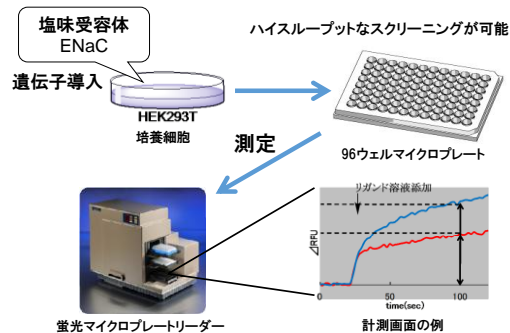 塩味受容体
ENaC
遺伝子導入
HEK293T
培養細胞
ハイスループットなスクリーニングが可能
96ウェルマイクロプレート
測定
蛍光マイクロプレートリーダー
リガンド溶液添加
⊿RFU
0
50
100
time(sec)
計測画面の例